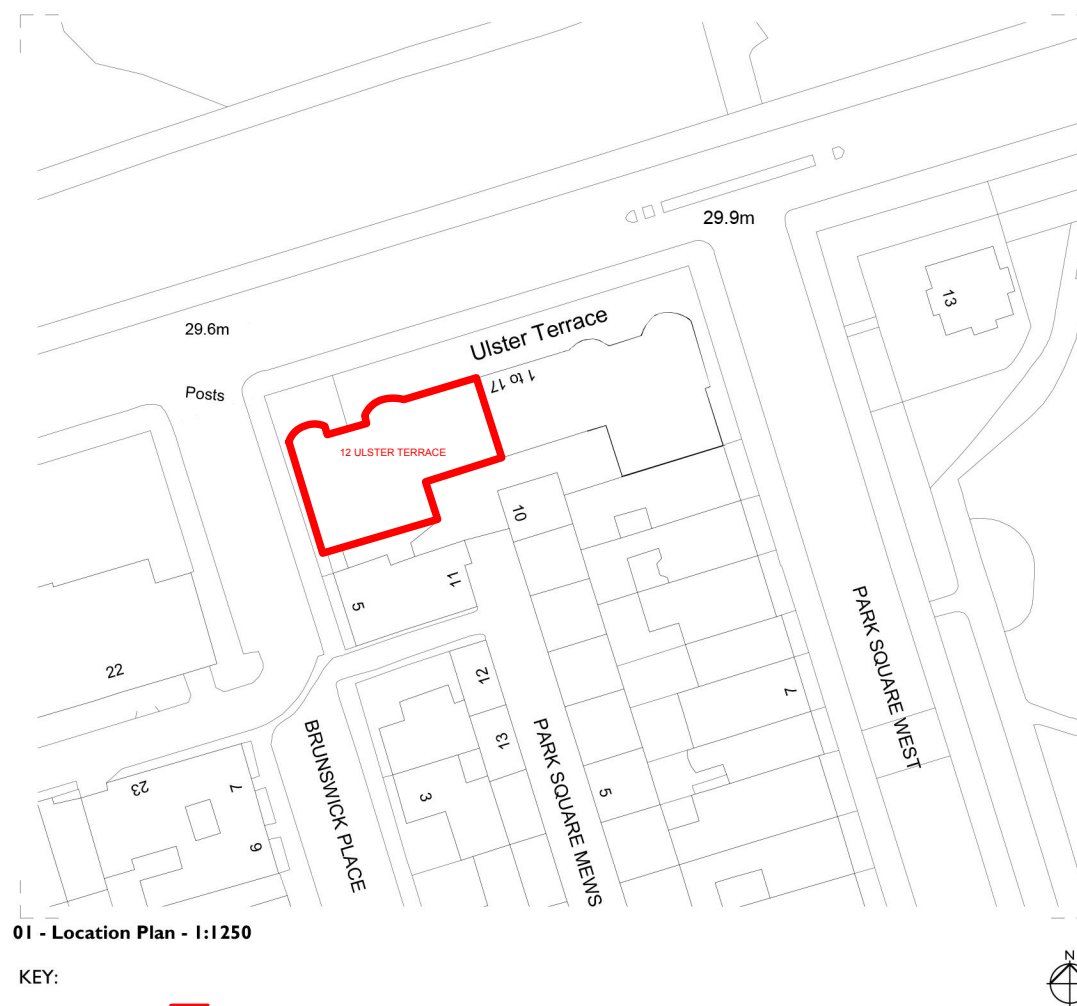 29.9m
13
29.6m
Ulster Terrace
1 to 17
Posts
12 ULSTER TERRACE
10
11
5
22
12
PARK SQUARE WEST
7
BRUNSWICK PLACE
13
PARK SQUARE MEWS
23
7
3
5
9
01 - Location Plan - 1:1250
KEY:
N